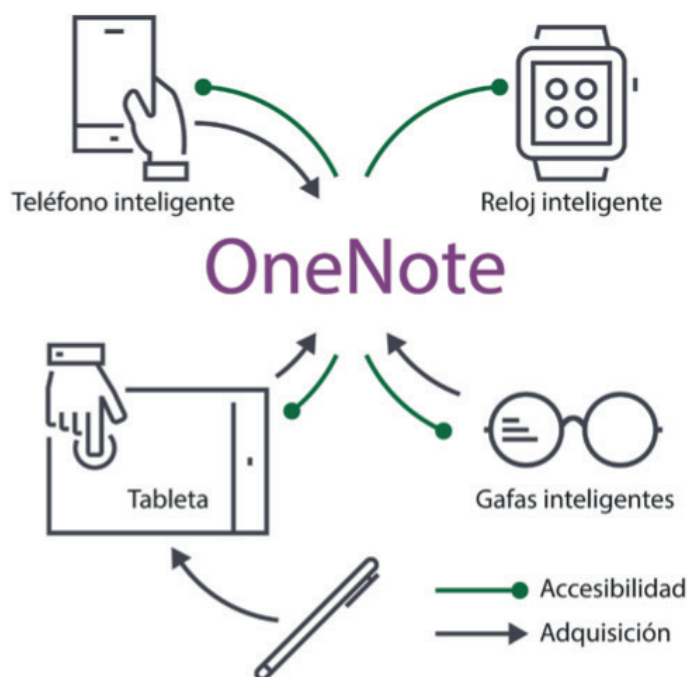 Teléfono inteligente
Reloj inteligente
OneNote
Tableta
Gafas inteligentes
Accesibilidad
Adquisición